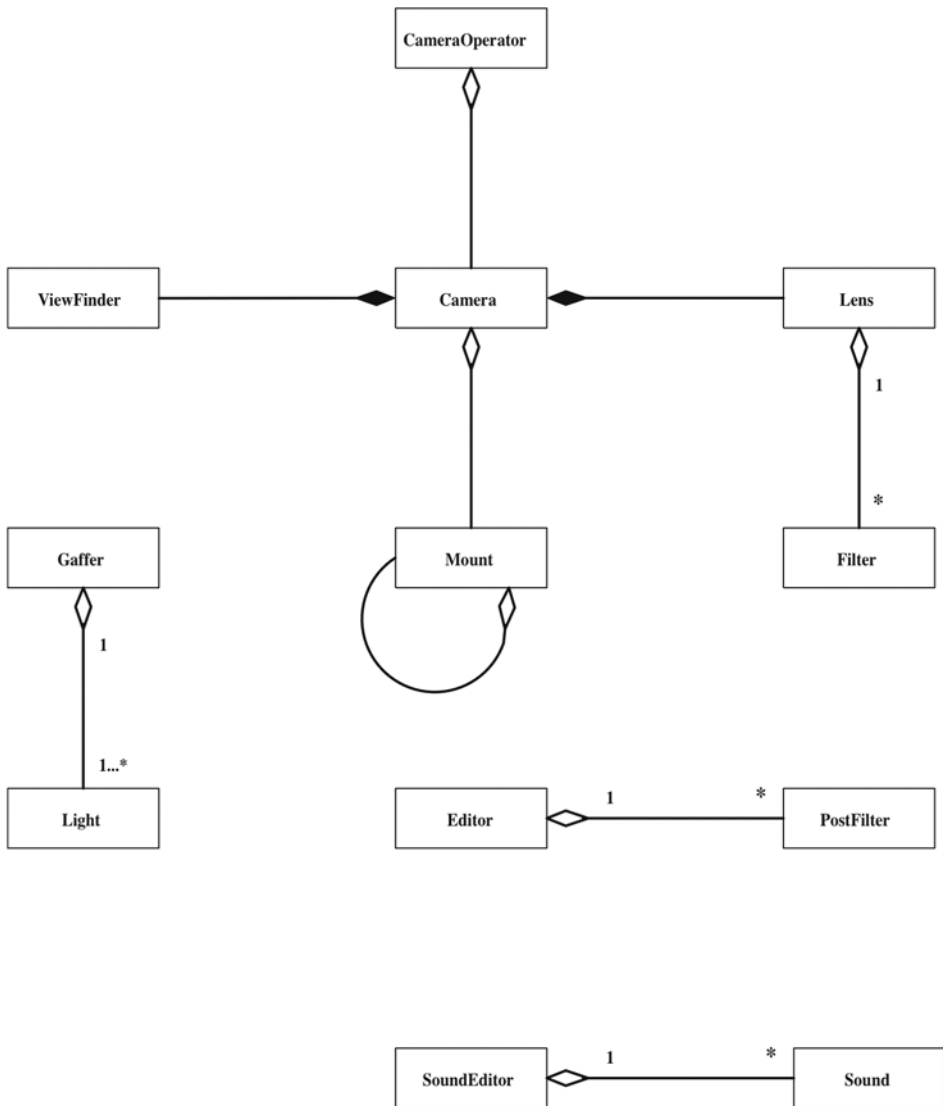 CameraOperator
ViewFinder
Camera
Lens
1
*
Gaffer
Mount
Filter
1
1...*
Light
Editor
1
*
PostFilter
SoundEditor
1
*
Sound